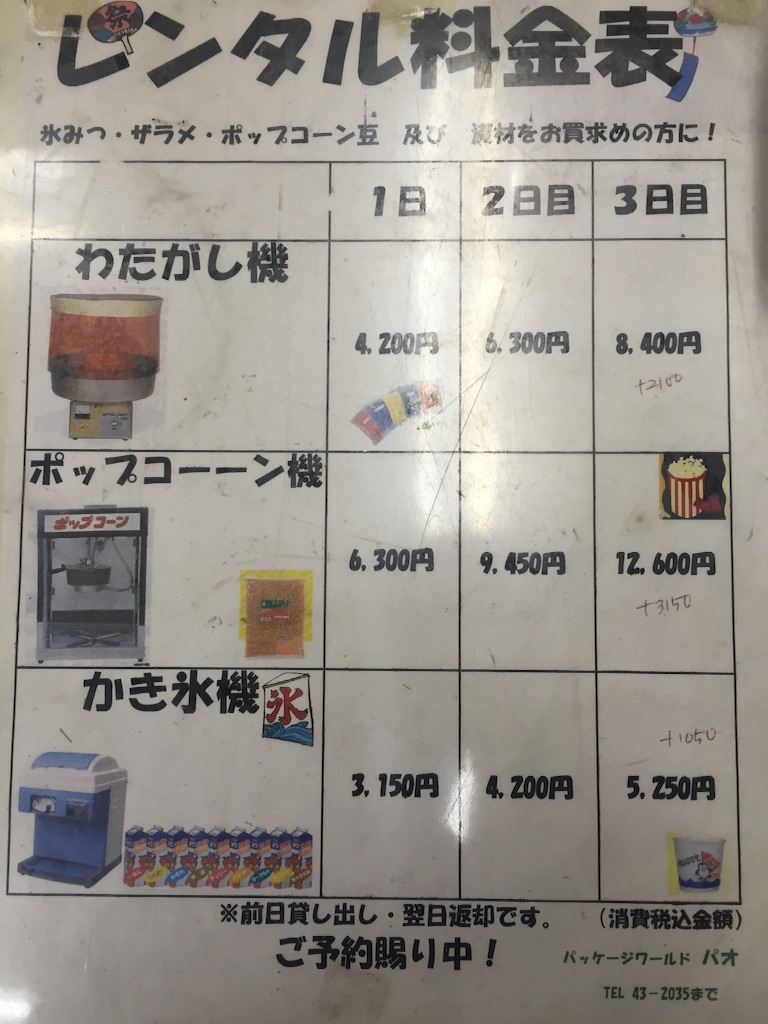 レンタル料金表
祭
氷みつ・ザラメ・ポップコーン豆 及び 資材をお買求めの方に！
1日 2日目 3日目
わたがし機
4,200円 6,300円 8,400円
+2100
ポップコーーン機
ポップコーン
6,300円 9,450円 12,600円
+3150
かき氷機
氷
+1050
3,150円 4,200円 5,250円
※前日貸し出し・翌日返却です。 (消費税込金額)
ご予約賜り中！
パッケージワールド パオ
TEL 43-2035まで